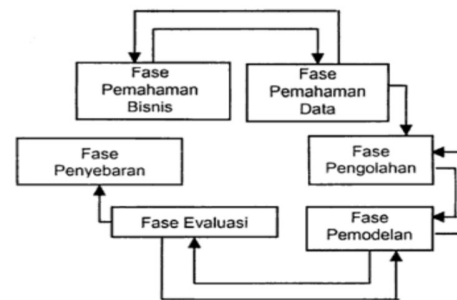 Fase
Pemahaman
Bisnis
Fase
Pemahaman
Data
Fase
Pengolahan
Fase
Pemodelan
Fase Evaluasi
Fase
Penyebaran